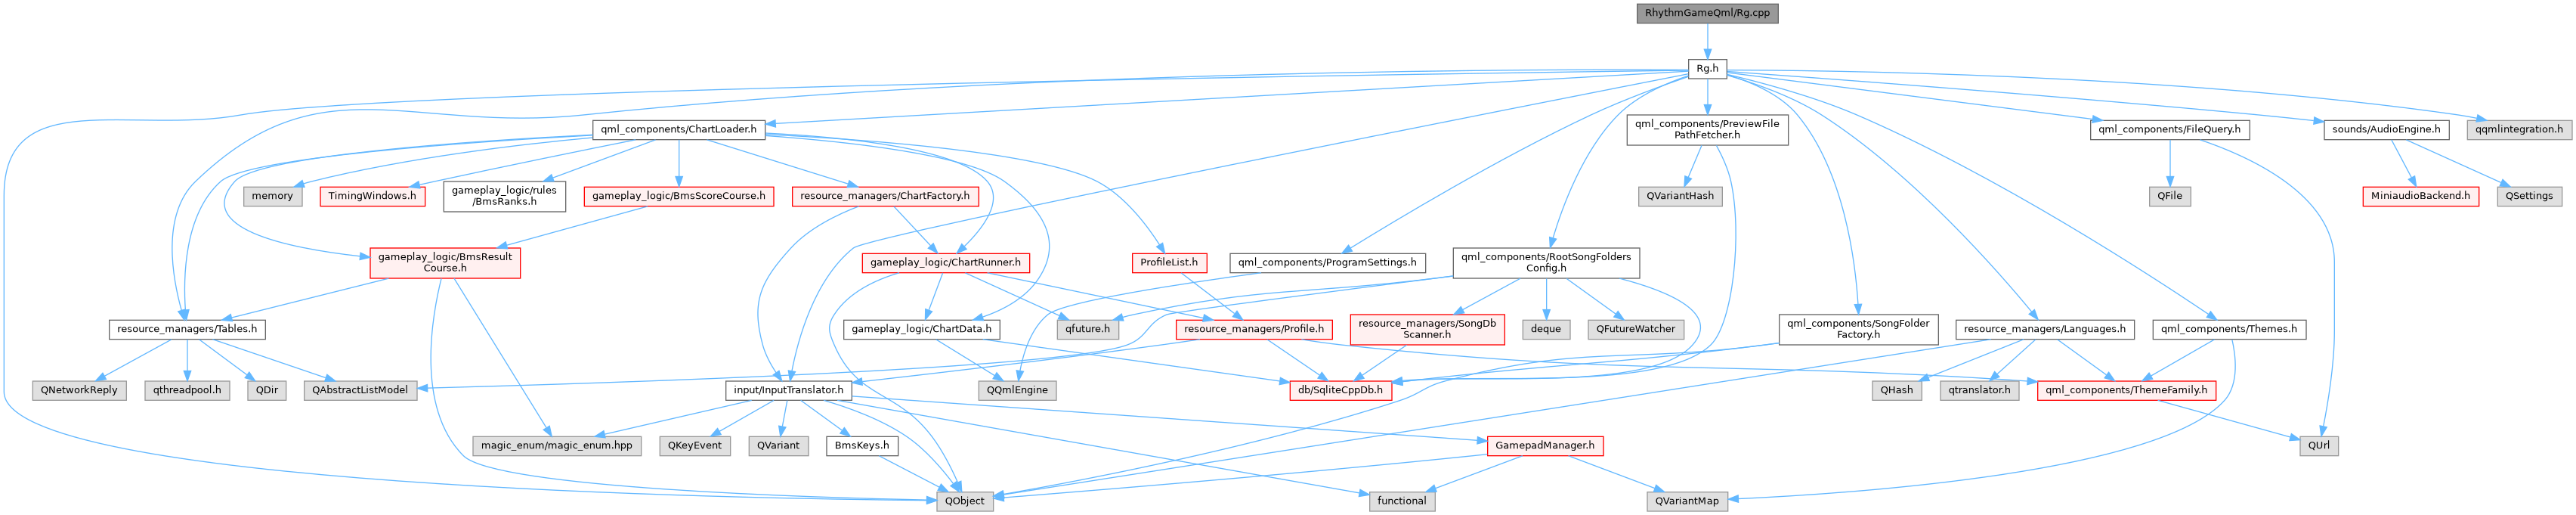 RhythmGameQml/Rg.cpp
Rg.h
qml_components/ChartLoader.h
qml_components/PreviewFile
PathFetcher.h
qml_components/FileQuery.h
sounds/AudioEngine.h
qqmlintegration.h
memory
TimingWindows.h
gameplay_logic/rules
/BmsRanks.h
gameplay_logic/BmsScoreCourse.h
resource_managers/ChartFactory.h
QVariantHash
QFile
MiniaudioBackend.h
QSettings
gameplay_logic/BmsResult
Course.h
gameplay_logic/ChartRunner.h
ProfileList.h
qml_components/ProgramSettings.h
qml_components/RootSongFolders
Config.h
resource_managers/Tables.h
gameplay_logic/ChartData.h
qfuture.h
resource_managers/Profile.h
resource_managers/SongDb
Scanner.h
deque
QFutureWatcher
qml_components/SongFolder
Factory.h
resource_managers/Languages.h
qml_components/Themes.h
QNetworkReply
qthreadpool.h
QDir
QAbstractListModel
input/InputTranslator.h
QQmlEngine
db/SqliteCppDb.h
QHash
qtranslator.h
qml_components/ThemeFamily.h
magic_enum/magic_enum.hpp
QKeyEvent
QVariant
BmsKeys.h
GamepadManager.h
QUrl
QObject
functional
QVariantMap